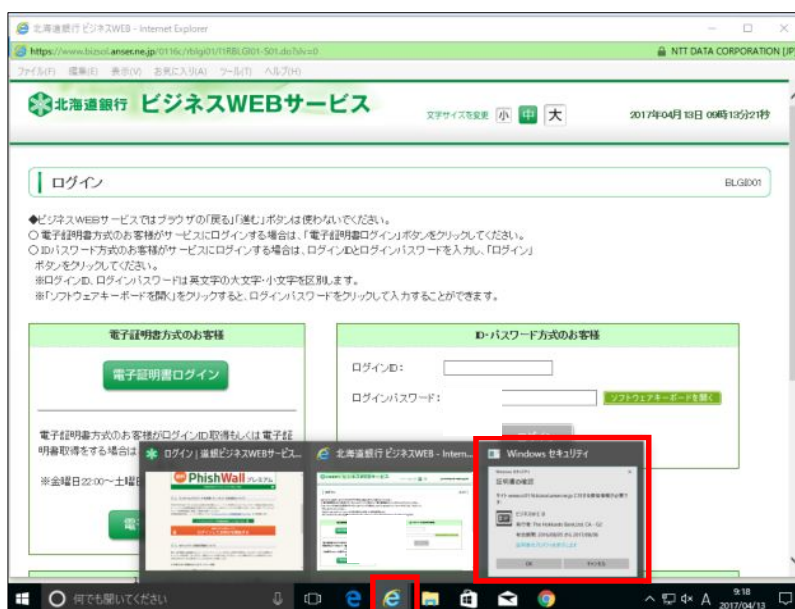 北海道銀行 ビジネスWEB - Internet Explorer
https://www.bizsol.anser.ne.jp/0116c/rblgi01/I1RBLGI01-S01.do?slv=0
NTT DATA CORPORATION [JP
ファイル(F) 編集(E) 表示(V) お気に入り(A) ツール(T) ヘルプ(H)
北海道銀行 ビジネスWEBサービス
文字サイズを変更 小 中 大
2017年04月13日 09時13分21秒
ログイン
BLGI001
◆ビジネスWEBサービスではブラウザの「戻る」「進む」ボタンは使わないでください。
○電子証明書方式のお客様がサービスにログインする場合は、「電子証明書ログイン」ボタンをクリックしてください。
○ID・パスワード方式のお客様がサービスにログインする場合は、ログインIDとログインパスワードを入力し、「ログイン」
ボタンをクリックしてください。
※ログインID、ログインパスワードは英文字の大文字・小文字を区別します。
※「ソフトウェアキーボードを開く」をクリックすると、ログインパスワードをクリックして入力することができます。
電子証明書方式のお客様
ID・パスワード方式のお客様
電子証明書ログイン
ログインID:
ログインパスワード:
ソフトウェアキーボードを開く
電子証明書方式のお客様がログインID取得もしくは電子証
明書取得をする場合は
※金曜日22:00～土曜日
ログイン | 道銀ビジネスWEBサービス...
北海道銀行 ビジネスWEB - Intern...
Windows セキュリティ
PhishWall プレミアム
Windows セキュリティ
証明書の確認
OK
キャンセル
何でも聞いてください
A
9:18
2017/04/13